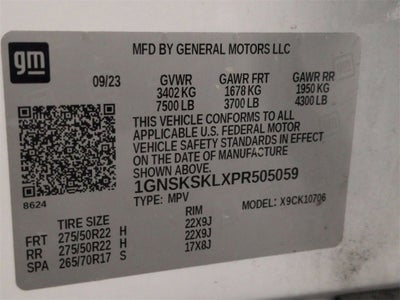 gm
MFD BY GENERAL MOTORS LLC
09/23 GVWR GAWR FRT GAWR RR
3402 KG 1678 KG 1950 KG
7500 LB 3700 LB 4300 LB
THIS VEHICLE CONFORMS TO ALL
APPLICABLE U.S. FEDERAL MOTOR
VEHICLE SAFETY STANDARDS IN EFFECT
ON THE DATE OF MANUFACTURE
SHOWN ABOVE.
1GNSKSKLXPR505059
8624
TYPE: MPV MODEL: X9CK10706
TIRE SIZE RIM
FRT 275/50R22 H 22X9J
RR 275/50R22 H 22X9J
SPA 265/70R17 S 17X8J